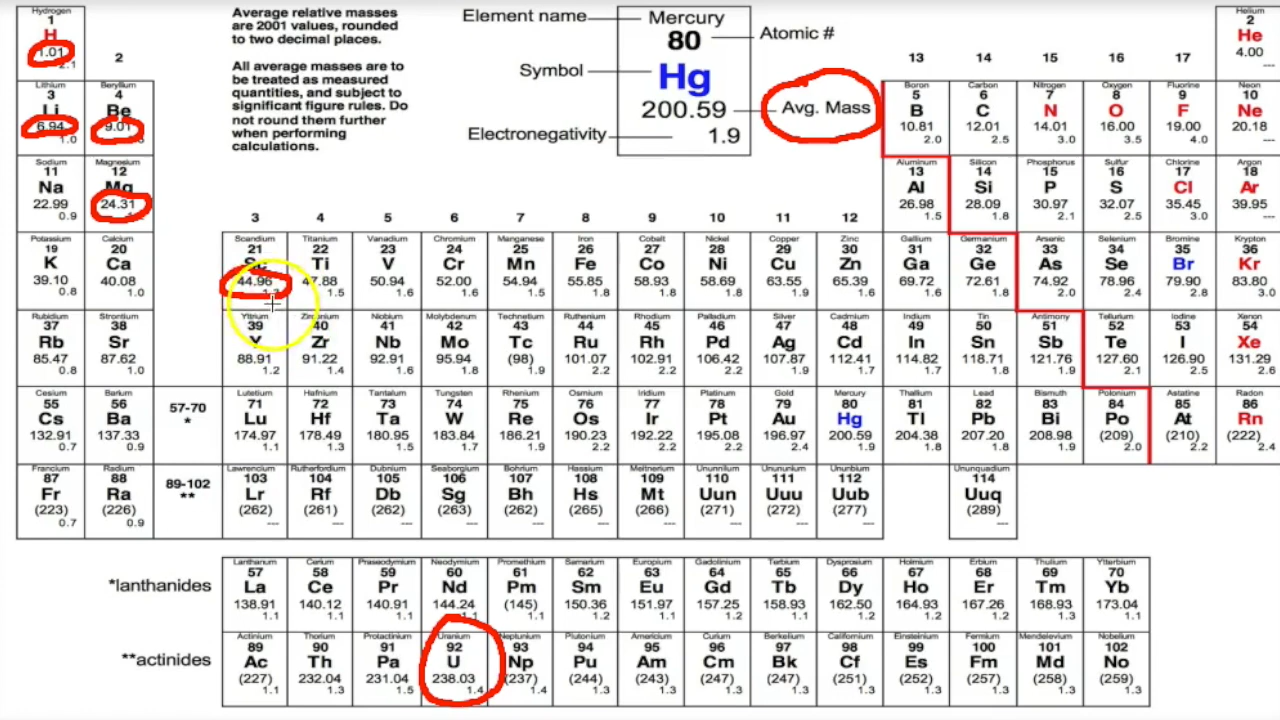 Hydrogen
1
H
1.01
2.1
Average relative masses
are 2001 values, rounded
to two decimal places.
All average masses are to
be treated as measured
quantities, and subject to
significant figure rules. Do
not round them further
when performing
calculations.
Element name
Symbol
Electronegativity
Mercury
80
Hg
200.59
1.9
Atomic #
Avg. Mass
Helium
2
He
4.00
---
2
13 14 15 16 17
Lithium Beryllium Boron Carbon Nitrogen Oxygen Fluorine Neon
3 4 5 6 7 8 9 10
Li Be B C N O F Ne
6.94 9.01 10.81 12.01 14.01 16.00 19.00 20.18
1.0 2.0 2.5 3.0 3.5 4.0 ---
Sodium Magnesium Aluminum Silicon Phosphorus Sulfur Chlorine Argon
11 12 13 14 15 16 17 18
Na Mg Al Si P S Cl Ar
22.99 24.31 26.98 28.09 30.97 32.07 35.45 39.95
0.9 1.5 1.8 2.1 2.5 3.0 ---
3 4 5 6 7 8 9 10 11 12
Potassium Calcium Scandium Titanium Vanadium Chromium Manganese Iron Cobalt Nickel Copper Zinc Gallium Germanium Arsenic Selenium Bromine Krypton
19 20 21 22 23 24 25 26 27 28 29 30 31 32 33 34 35 36
K Ca Sc Ti V Cr Mn Fe Co Ni Cu Zn Ga Ge As Se Br Kr
39.10 40.08 44.96 47.88 50.94 52.00 54.94 55.85 58.93 58.69 63.55 65.39 69.72 72.61 74.92 78.96 79.90 83.80
0.8 1.0 1.5 1.6 1.6 1.5 1.8 1.8 1.8 1.9 1.6 1.6 1.8 2.0 2.4 2.8 3.0
Rubidium Strontium Yttrium Zirconium Niobium Molybdenum Technetium Ruthenium Rhodium Palladium Silver Cadmium Indium Tin Antimony Tellurium Iodine Xenon
37 38 39 40 41 42 43 44 45 46 47 48 49 50 51 52 53 54
Rb Sr Y Zr Nb Mo Tc Ru Rh Pd Ag Cd In Sn Sb Te I Xe
85.47 87.62 88.91 91.22 92.91 95.94 (98) 101.07 102.91 106.42 107.87 112.41 114.82 118.71 121.76 127.60 126.90 131.29
0.8 1.0 1.2 1.4 1.6 1.8 1.9 2.2 2.2 2.2 1.9 1.7 1.7 1.8 1.9 2.1 2.5 2.6
Cesium Barium Lutetium Hafnium Tantalum Tungsten Rhenium Osmium Iridium Platinum Gold Mercury Thallium Lead Bismuth Polonium Astatine Radon
55 56 57-70 71 72 73 74 75 76 77 78 79 80 81 82 83 84 85 86
Cs Ba * Lu Hf Ta W Re Os Ir Pt Au Hg Tl Pb Bi Po At Rn
132.91 137.33 174.97 178.49 180.95 183.84 186.21 190.23 192.22 195.08 196.97 200.59 204.38 207.20 208.98 (209) (210) (222)
0.7 0.9 1.1 1.3 1.5 1.7 1.9 2.2 2.2 2.2 2.4 1.9 1.8 1.8 1.9 2.0 2.2 2.4
Francium Radium Lawrencium Rutherfordium Dubnium Seaborgium Bohrium Hassium Meitnerium Ununnilium Unununium Ununbium Ununquadium
87 88 89-102 103 104 105 106 107 108 109 110 111 112 114
Fr Ra ** Lr Rf Db Sg Bh Hs Mt Uun Uuu Uub Uuq
(223) (226) (262) (261) (262) (263) (262) (265) (266) (271) (272) (277) (289)
0.7 0.9 --- --- --- --- --- --- --- --- --- --- ---
Lanthanum Cerium Praseodymium Neodymium Promethium Samarium Europium Gadolinium Terbium Dysprosium Holmium Erbium Thulium Ytterbium
57 58 59 60 61 62 63 64 65 66 67 68 69 70
*lanthanides La Ce Pr Nd Pm Sm Eu Gd Tb Dy Ho Er Tm Yb
138.91 140.12 140.91 144.24 (145) 150.36 151.97 157.25 158.93 162.50 164.93 167.26 168.93 173.04
1.1 1.1 1.1 1.1 1.1 1.2 1.1 1.2 1.1 1.2 1.2 1.2 1.3 1.1
Actinium Thorium Protactinium Uranium Neptunium Plutonium Americium Curium Berkelium Californium Einsteinium Fermium Mendelevium Nobelium
89 90 91 92 93 94 95 96 97 98 99 100 101 102
**actinides Ac Th Pa U Np Pu Am Cm Bk Cf Es Fm Md No
(227) 232.04 231.04 238.03 (237) (244) (243) (247) (247) (251) (252) (257) (258) (259)
1.1 1.3 1.5 1.4 1.4 1.3 1.3 1.3 1.3 1.3 1.3 1.3 1.3 1.3